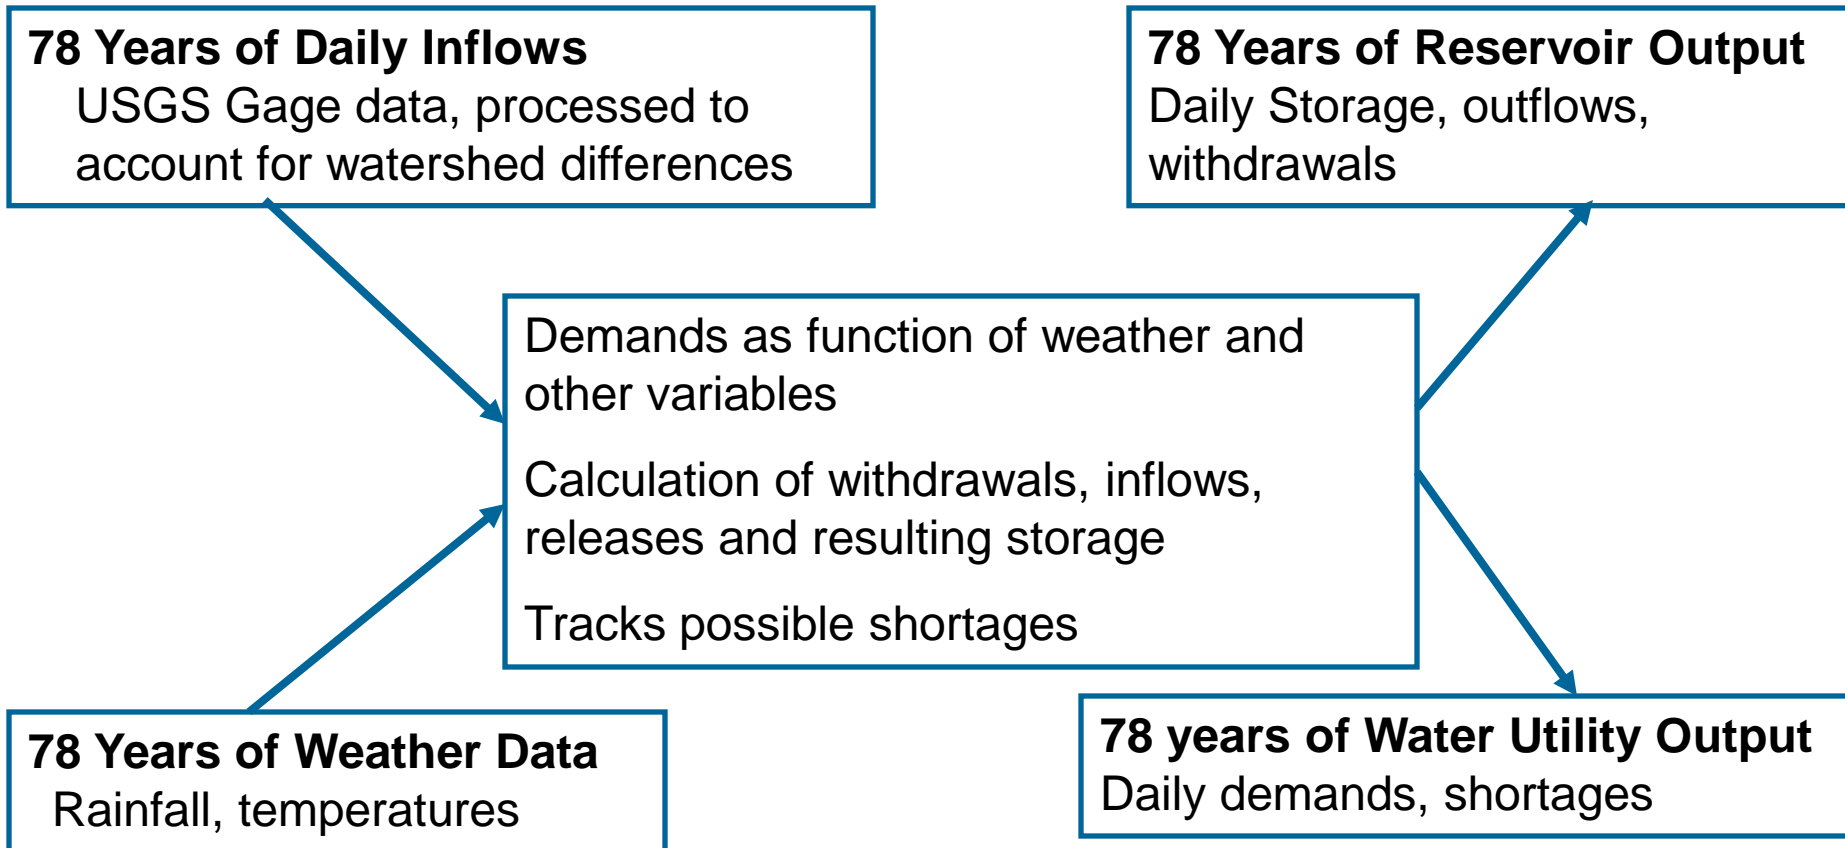 78 Years of Daily Inflows
USGS Gage data, processed to
account for watershed differences
78 Years of Reservoir Output
Daily Storage, outflows,
withdrawals
Demands as function of weather and
other variables
Calculation of withdrawals, inflows,
releases and resulting storage
Tracks possible shortages
78 Years of Weather Data
Rainfall, temperatures
78 years of Water Utility Output
Daily demands, shortages